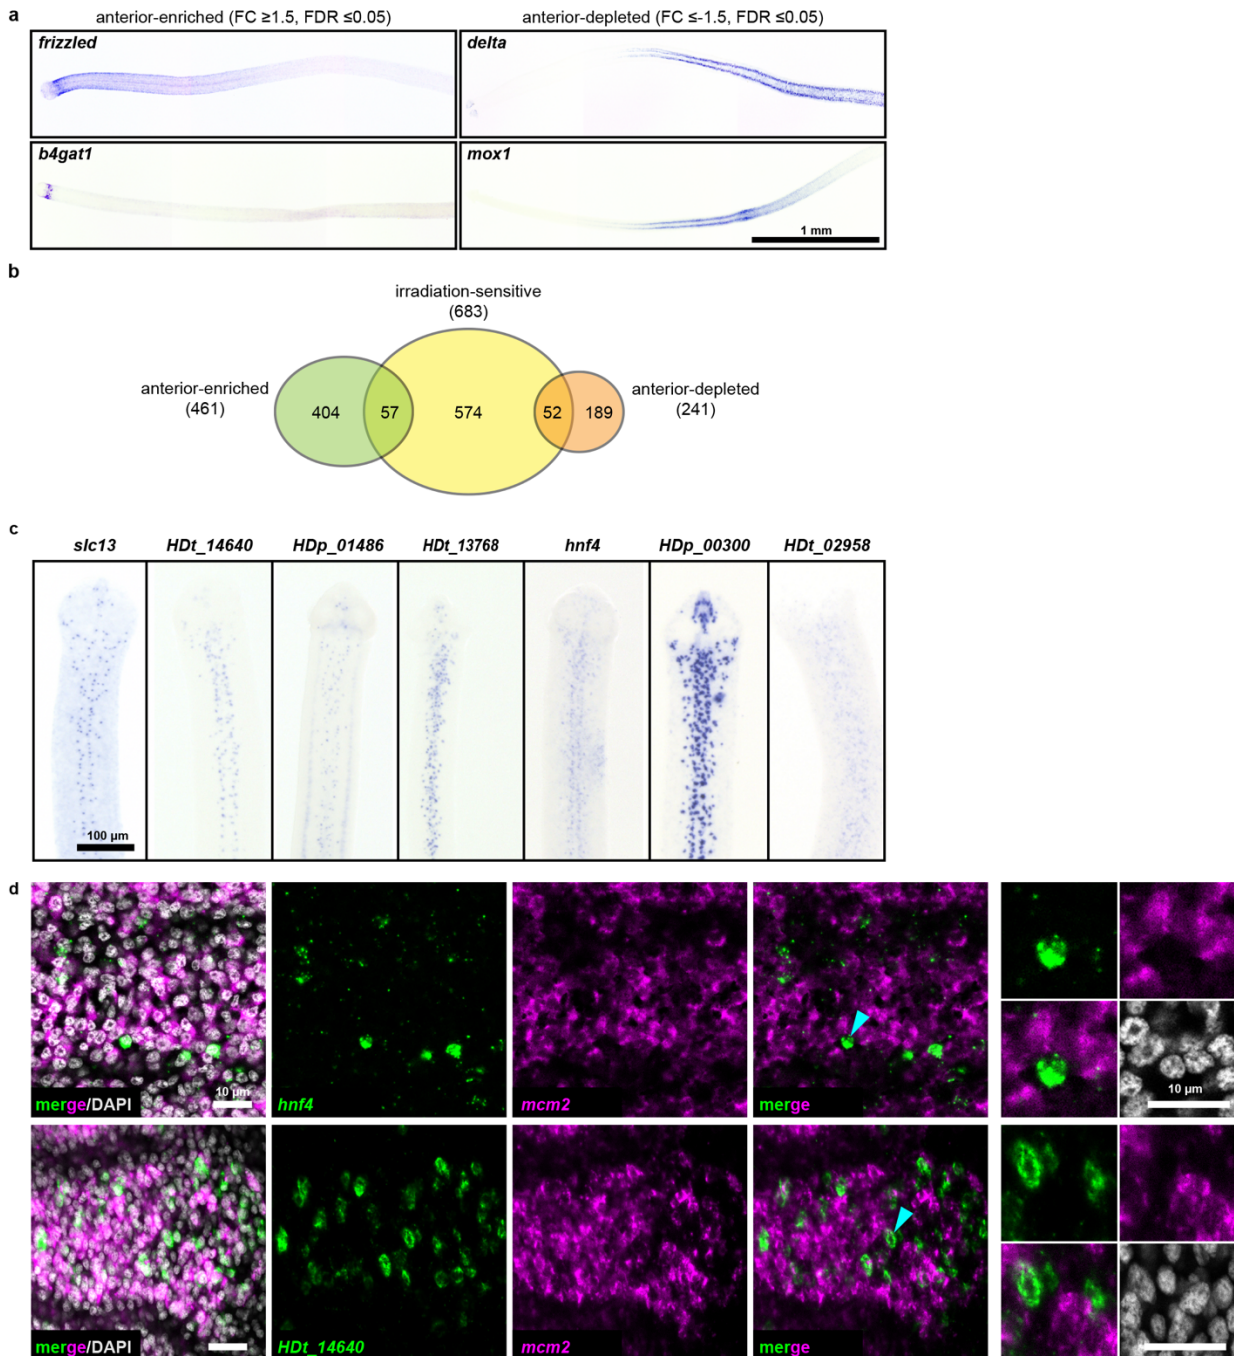 a
anterior-enriched (FC ≥1.5, FDR ≤0.05)
anterior-depleted (FC ≤-1.5, FDR ≤0.05)
frizzled
delta
b4gat1
mox1
1 mm
b
irradiation-sensitive
(683)
anterior-enriched
(461)
404
57
574
52
189
anterior-depleted
(241)
c
slc13
HDt_14640
HDp_01486
HDt_13768
hnf4
HDp_00300
HDt_02958
100 µm
d
merge/DAPI
10 µm
hnf4
mcm2
merge
10 µm
merge/DAPI
HDt_14640
mcm2
merge